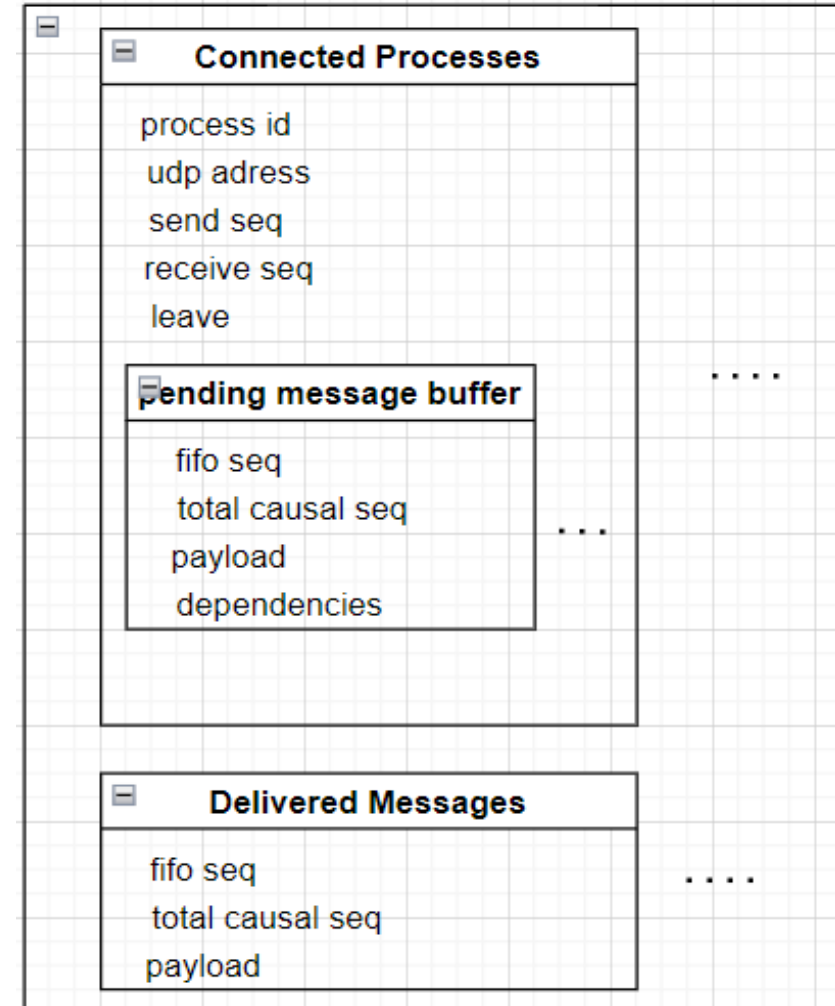 Connected Processes
process id
udp adress
send seq
receive seq
leave
....
pending message buffer
fifo seq
total causal seq
...
payload
dependencies
Delivered Messages
fifo seq
....
total causal seq
payload